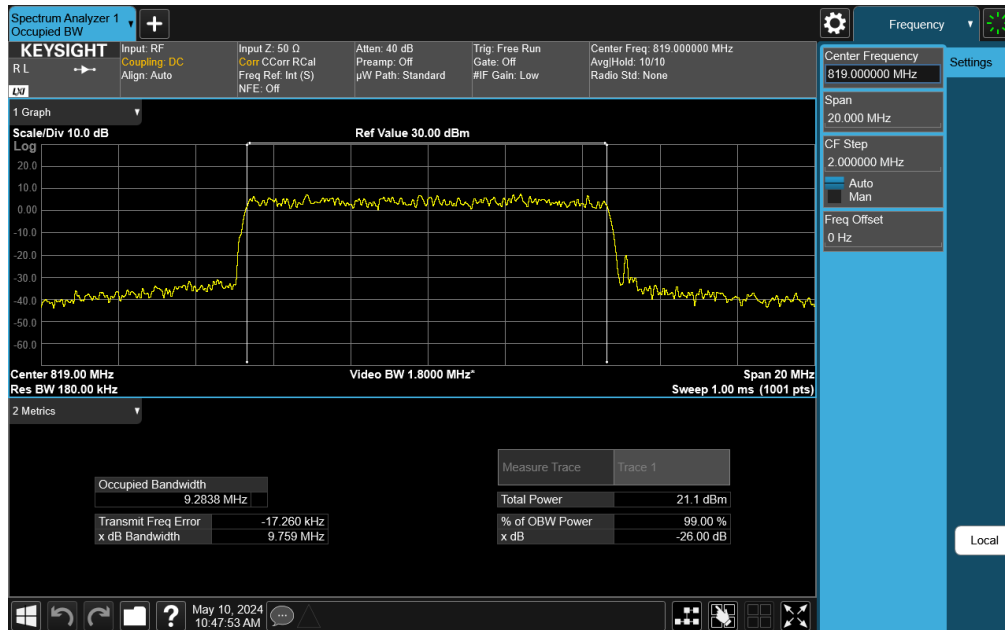 Spectrum Analyzer 1
Occupied BW
KEYSIGHT
R L
LXI
Input: RF
Coupling: DC
Align: Auto
Input Z: 50 Ω
Corr CCorr RCal
Freq Ref: Int (S)
NFE: Off
Atten: 40 dB
Preamp: Off
µW Path: Standard
Trig: Free Run
Gate: Off
#IF Gain: Low
Center Freq: 819.000000 MHz
Avg|Hold: 10/10
Radio Std: None
1 Graph
Scale/Div 10.0 dB
Ref Value 30.00 dBm
Log
20.0
10.0
0.00
-10.0
-20.0
-30.0
-40.0
-50.0
-60.0
Center 819.00 MHz
Video BW 1.8000 MHz*
Span 20 MHz
Res BW 180.00 kHz
Sweep 1.00 ms (1001 pts)
2 Metrics
Occupied Bandwidth
9.2838 MHz
Transmit Freq Error -17.260 kHz
x dB Bandwidth 9.759 MHz
Measure Trace Trace 1
Total Power 21.1 dBm
% of OBW Power 99.00 %
x dB -26.00 dB
Frequency
Center Frequency
819.000000 MHz
Span
20.000 MHz
CF Step
2.000000 MHz
Auto
Man
Freq Offset
0 Hz
Settings
Local
?
May 10, 2024
10:47:53 AM